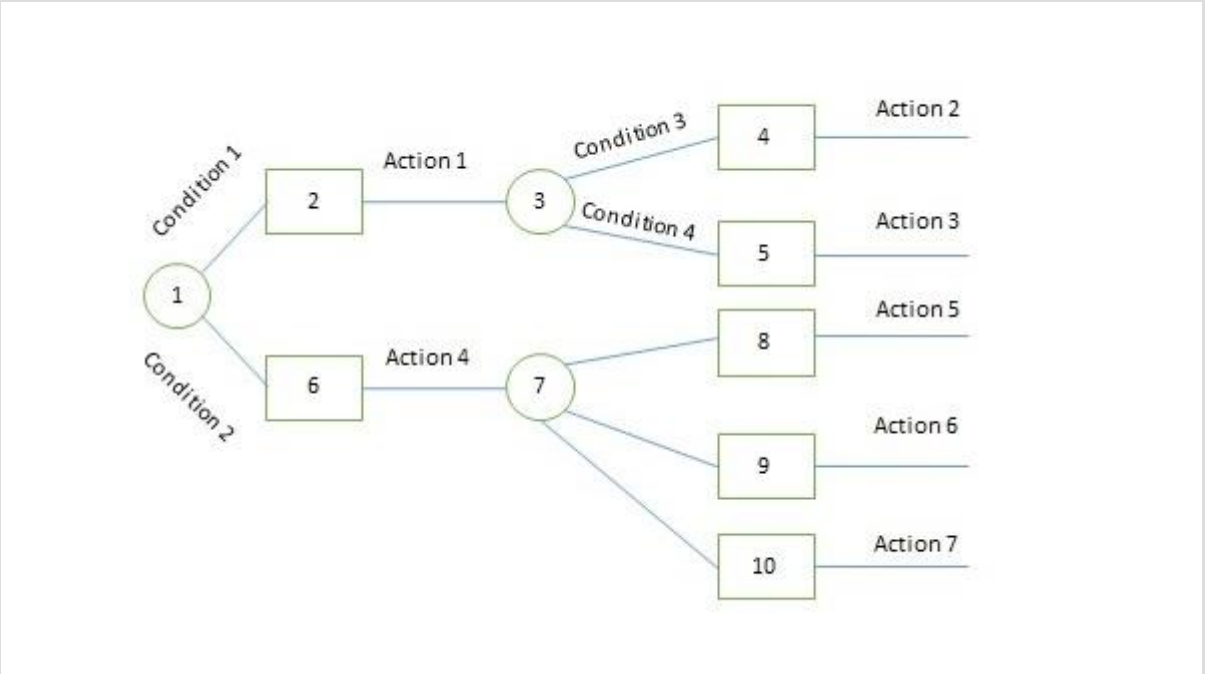 Action 2
Condition 3
4
Condition 1
Action 1
2
3
Condition 4
Action 3
5
1
Action 5
8
Condition 2
Action 4
6
7
Action 6
9
Action 7
10